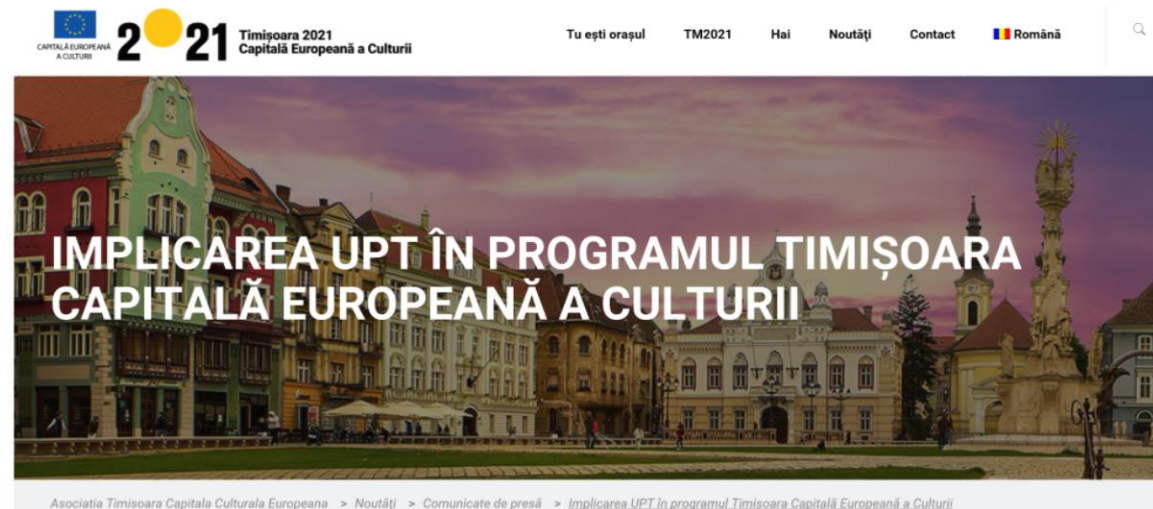 CAPITALĂ EUROPEANĂ
A CULTURII
2021
Timișoara 2021
Capitală Europeană a Culturii
Tu ești orașul
TM2021
Hai
Noutăți
Contact
Română
IMPLICAREA UPT ÎN PROGRAMUL TIMIȘOARA
CAPITALĂ EUROPEANĂ A CULTURII
Asociatia Timisoara Capitala Culturala Europeana > Noutăți > Comunicate de presă > Implicarea UPT în programul Timișoara Capitală Europeană a Culturii